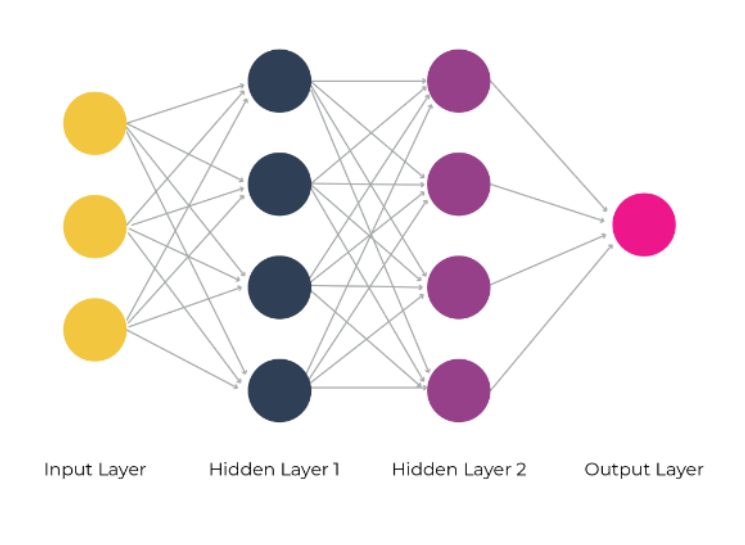 Input Layer
Hidden Layer 1
Hidden Layer 2
Output Layer